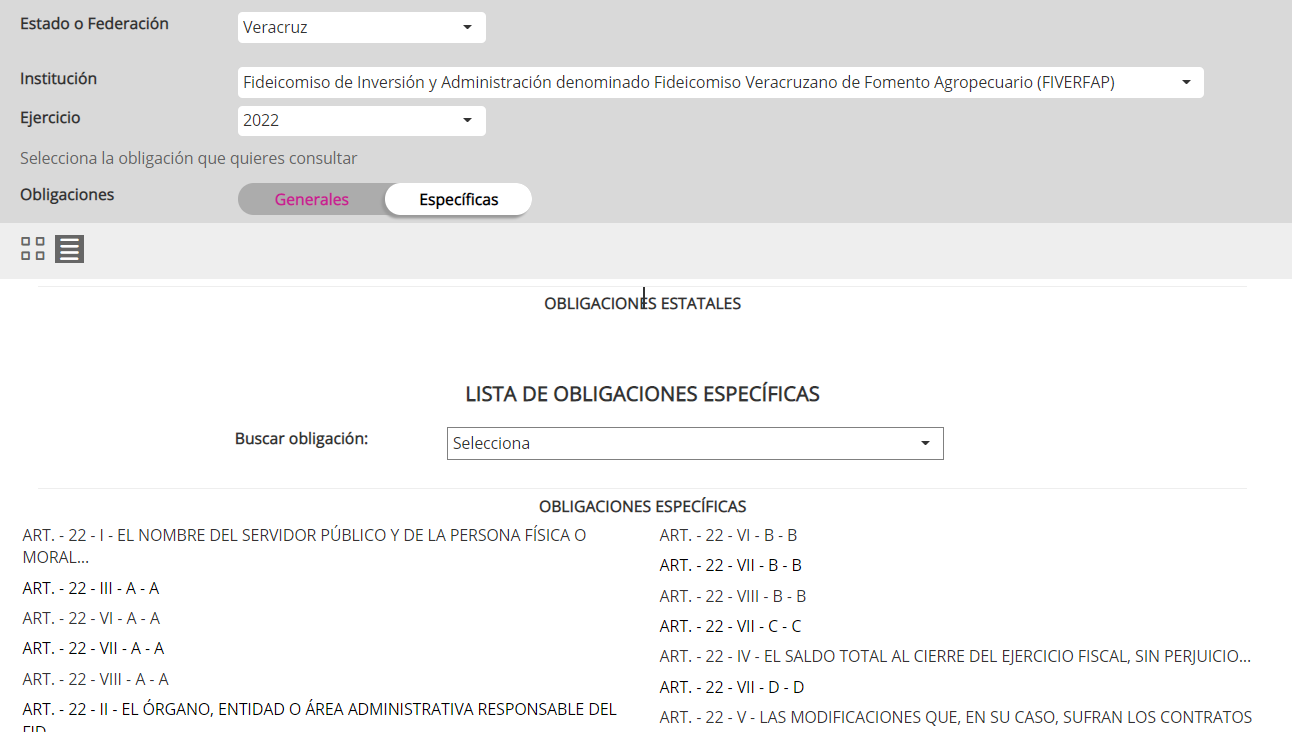 Estado o Federación
Veracruz
Institución
Fideicomiso de Inversión y Administración denominado Fideicomiso Veracruzano de Fomento Agropecuario (FIVERFAP)
Ejercicio
2022
Selecciona la obligación que quieres consultar
Obligaciones
Generales
Específicas
OBLIGACIONES ESTATALES
LISTA DE OBLIGACIONES ESPECÍFICAS
Buscar obligación:
Selecciona
OBLIGACIONES ESPECÍFICAS
ART. - 22 - I - EL NOMBRE DEL SERVIDOR PÚBLICO Y DE LA PERSONA FÍSICA O
MORAL...
ART. - 22 - III - A - A
ART. - 22 - VI - A - A
ART. - 22 - VII - A - A
ART. - 22 - VIII - A - A
ART. - 22 - II - EL ÓRGANO, ENTIDAD O ÁREA ADMINISTRATIVA RESPONSABLE DEL
FID...
ART. - 22 - VI - B - B
ART. - 22 - VII - B - B
ART. - 22 - VIII - B - B
ART. - 22 - VII - C - C
ART. - 22 - IV - EL SALDO TOTAL AL CIERRE DEL EJERCICIO FISCAL, SIN PERJUICIO...
ART. - 22 - VII - D - D
ART. - 22 - V - LAS MODIFICACIONES QUE, EN SU CASO, SUFRAN LOS CONTRATOS